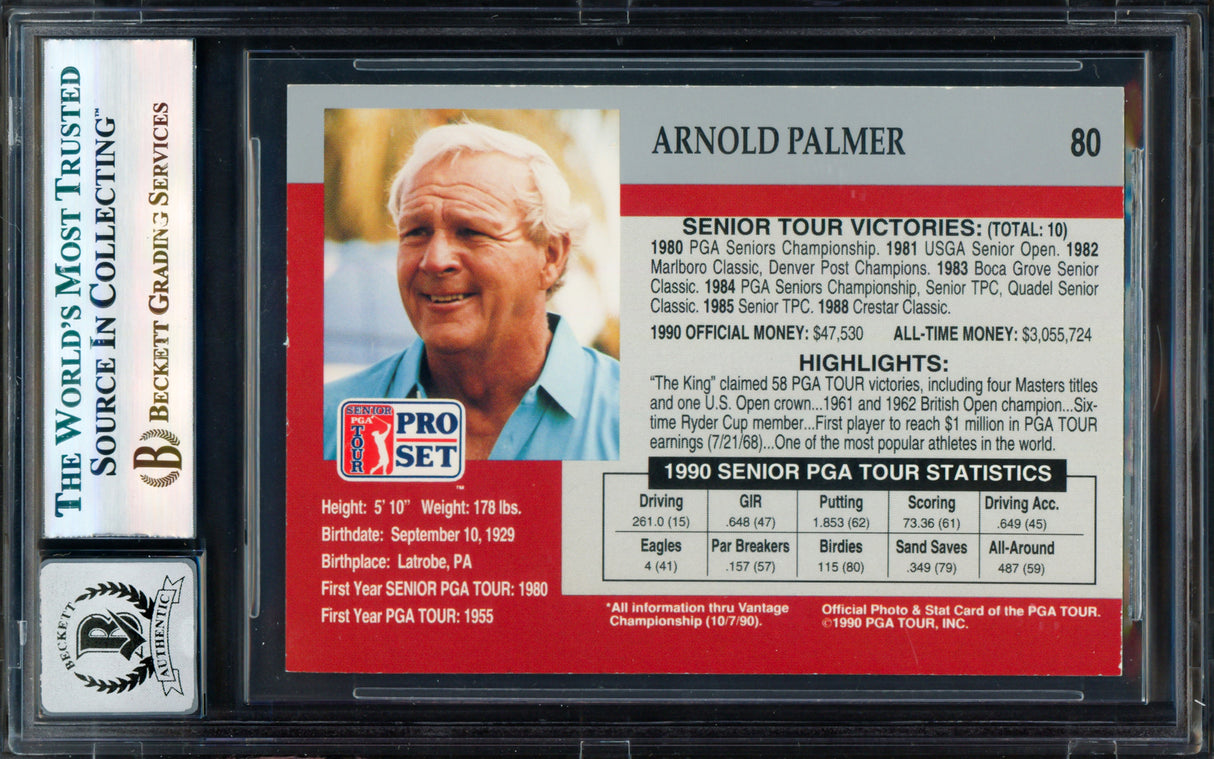 THE WORLD'S MOST TRUSTED
SOURCE IN COLLECTING™
BECKETT GRADING SERVICES
B
BECKETT
AUTHENTIC
ARNOLD PALMER
80
SENIOR TOUR VICTORIES: (TOTAL: 10)
1980 PGA Seniors Championship. 1981 USGA Senior Open. 1982
Marlboro Classic, Denver Post Champions. 1983 Boca Grove Senior
Classic. 1984 PGA Seniors Championship, Senior TPC, Quadel Senior
Classic. 1985 Senior TPC. 1988 Crestar Classic.
1990 OFFICIAL MONEY: $47,530 ALL-TIME MONEY: $3,055,724
HIGHLIGHTS:
"The King" claimed 58 PGA TOUR victories, including four Masters titles
and one U.S. Open crown...1961 and 1962 British Open champion...Six-
time Ryder Cup member...First player to reach $1 million in PGA TOUR
earnings (7/21/68)...One of the most popular athletes in the world.
1990 SENIOR PGA TOUR STATISTICS
Driving GIR Putting Scoring Driving Acc.
261.0 (15) .648 (47) 1.853 (62) 73.36 (61) .649 (45)
Eagles Par Breakers Birdies Sand Saves All-Around
4 (41) .157 (57) 115 (80) .349 (79) 487 (59)
SENIOR
PGA
TOUR
PRO
SET
™
Height: 5' 10" Weight: 178 lbs.
Birthdate: September 10, 1929
Birthplace: Latrobe, PA
First Year SENIOR PGA TOUR: 1980
First Year PGA TOUR: 1955
*All information thru Vantage
Championship (10/7/90).
Official Photo & Stat Card of the PGA TOUR.
©1990 PGA TOUR, INC.